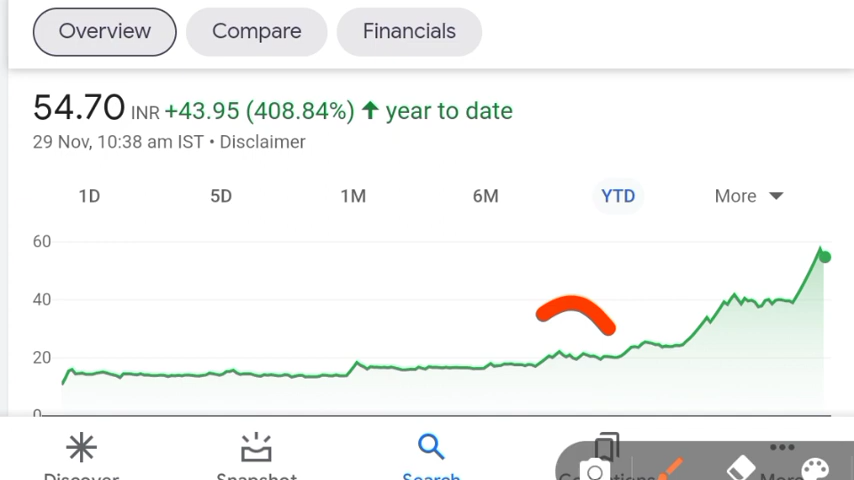 Overview Compare Financials
54.70 INR +43.95 (408.84%) ↑ year to date
29 Nov, 10:38 am IST • Disclaimer
1D 5D 1M 6M YTD More
60
40
20
0
Discover Snapshot Search More